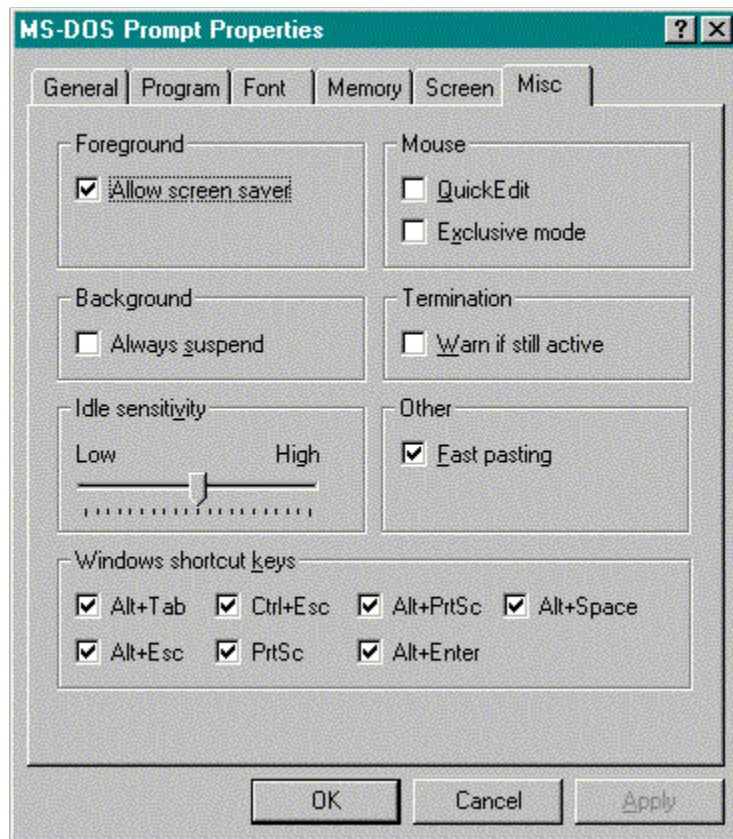 MS-DOS Prompt Properties
General Program Font Memory Screen Misc
Foreground
Allow screen saver
Mouse
QuickEdit
Exclusive mode
Background
Always suspend
Termination
Warn if still active
Idle sensitivity
Low High
Other
Fast pasting
Windows shortcut keys
Alt+Tab Ctrl+Esc Alt+PrtSc Alt+Space
Alt+Esc PrtSc Alt+Enter
OK Cancel Apply